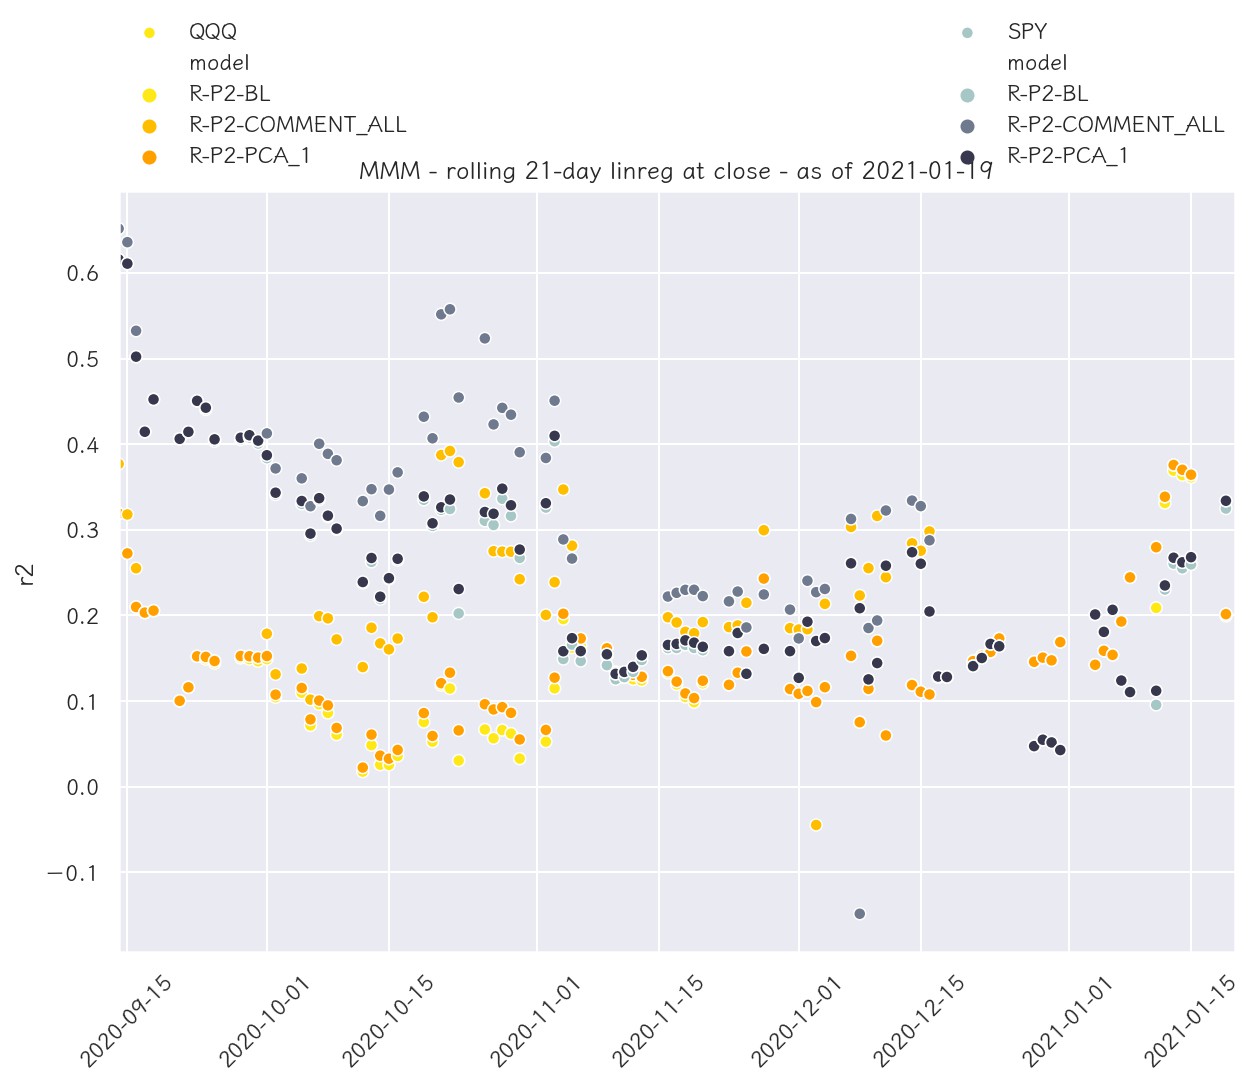 QQQ
model
R-P2-BL
R-P2-COMMENT_ALL
R-P2-PCA_1
SPY
model
R-P2-BL
R-P2-COMMENT_ALL
R-P2-PCA_1
MMM - rolling 21-day linreg at close - as of 2021-01-19
r2
0.6
0.5
0.4
0.3
0.2
0.1
0.0
−0.1
2020-09-15
2020-10-01
2020-10-15
2020-11-01
2020-11-15
2020-12-01
2020-12-15
2021-01-01
2021-01-15